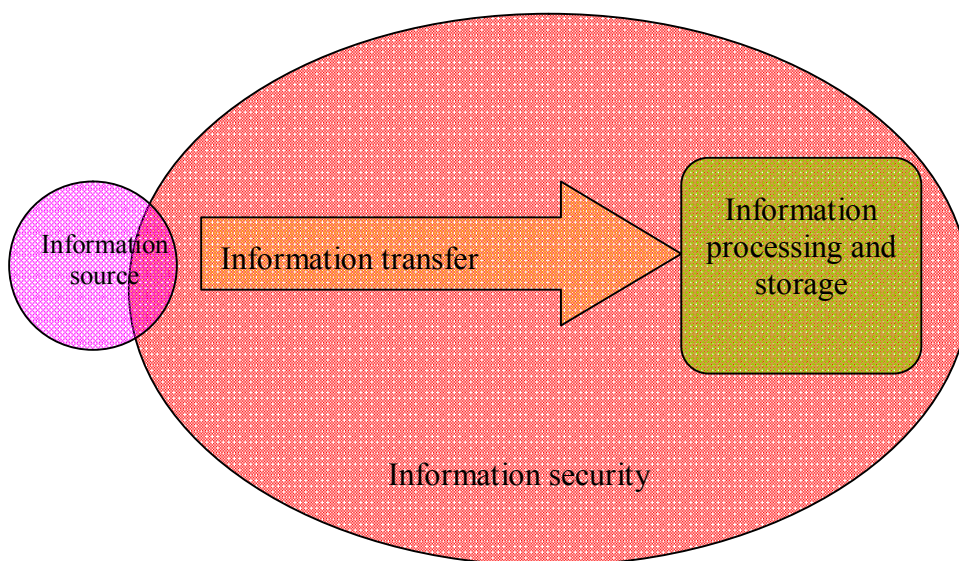 Information
source
Information transfer
Information
processing and
storage
Information security